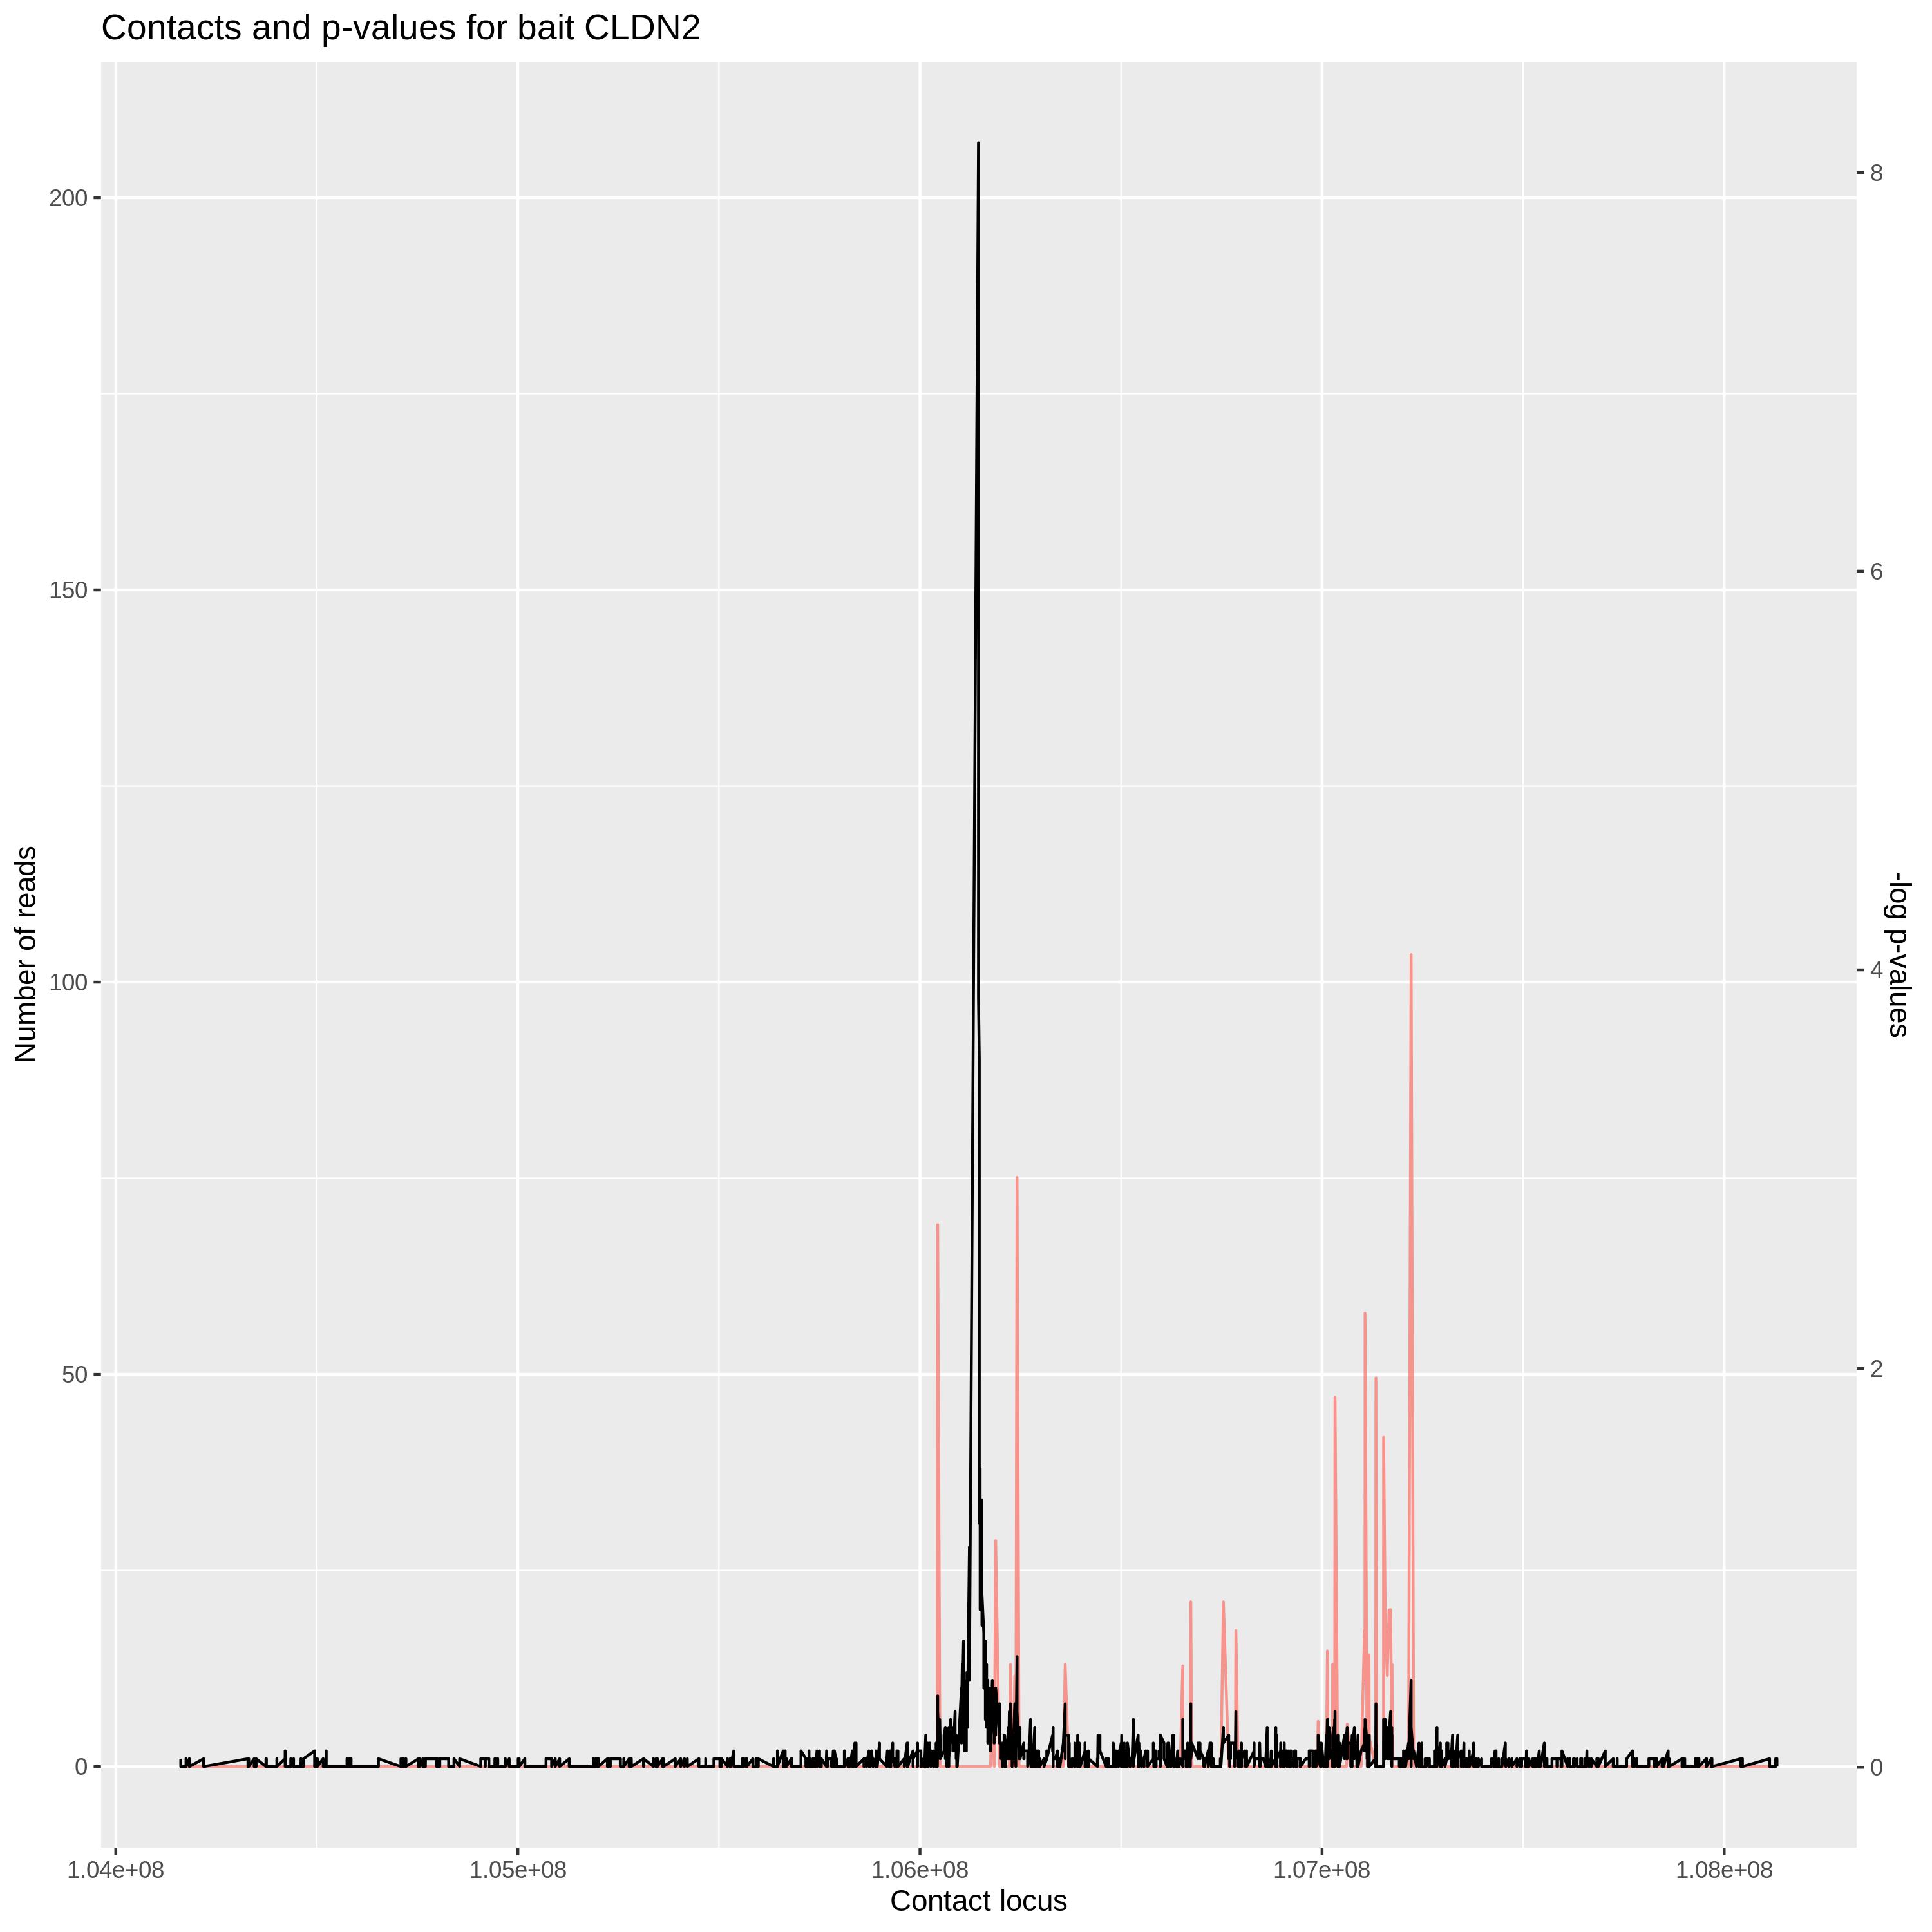 Contacts and p-values for bait CLDN2
200
150
100
50
0
Number of reads
8
6
4
2
0
-log p-values
1.04e+08
1.05e+08
1.06e+08
1.07e+08
1.08e+08
Contact locus